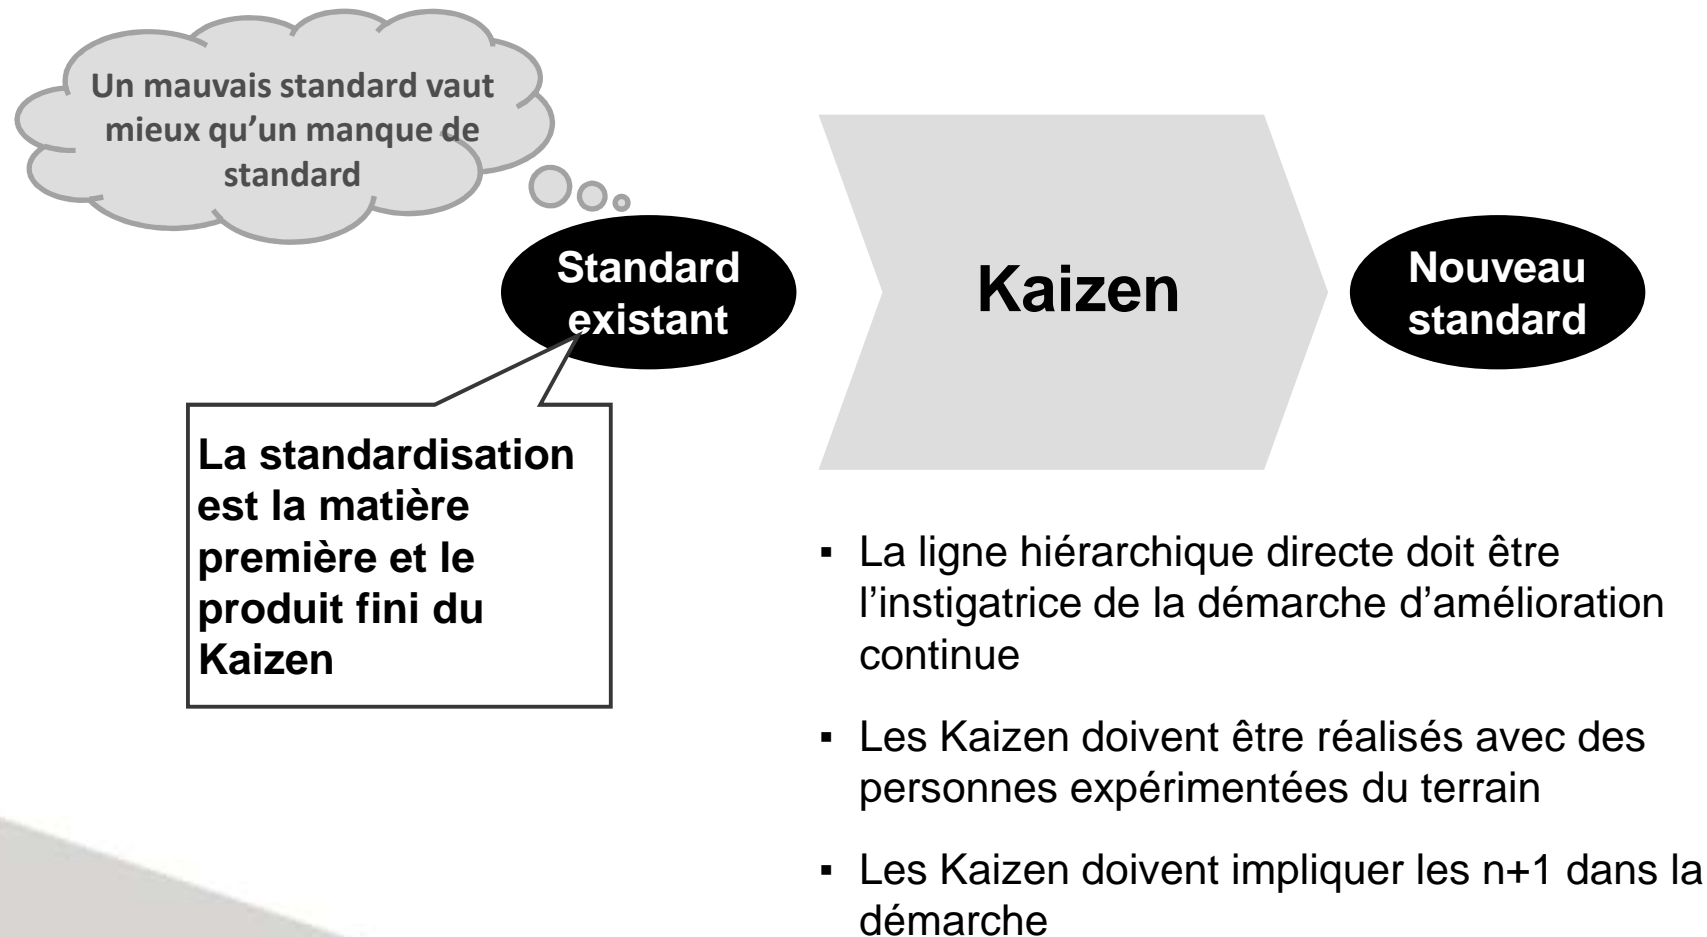 Un mauvais standard vaut
mieux qu’un manque de
standard
Standard
existant
Kaizen
Nouveau
standard
La standardisation
est la matière
première et le
produit fini du
Kaizen
▪ La ligne hiérarchique directe doit être
l’instigatrice de la démarche d’amélioration
continue
▪ Les Kaizen doivent être réalisés avec des
personnes expérimentées du terrain
▪ Les Kaizen doivent impliquer les n+1 dans la
démarche